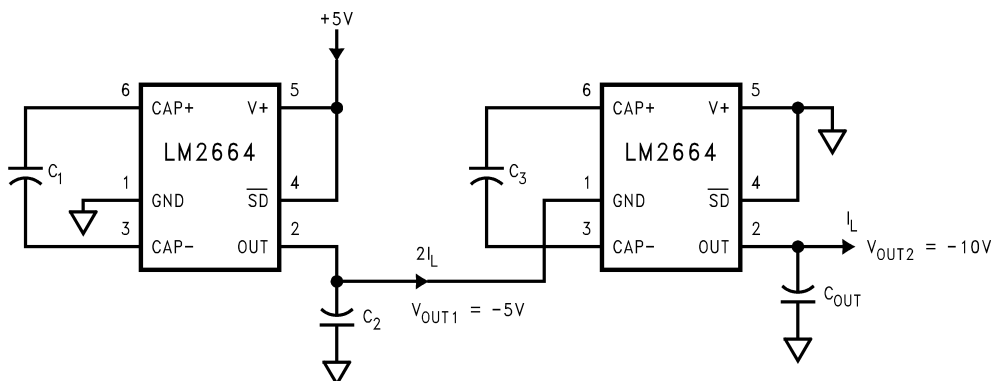 +5V
6 CAP+ V+ 5
LM2664
C1
1 GND SD 4
3 CAP- OUT 2
2IL
VOUT1 = -5V
C2
6 CAP+ V+ 5
LM2664
C3
1 GND SD 4
3 CAP- OUT 2
IL
VOUT2 = -10V
COUT